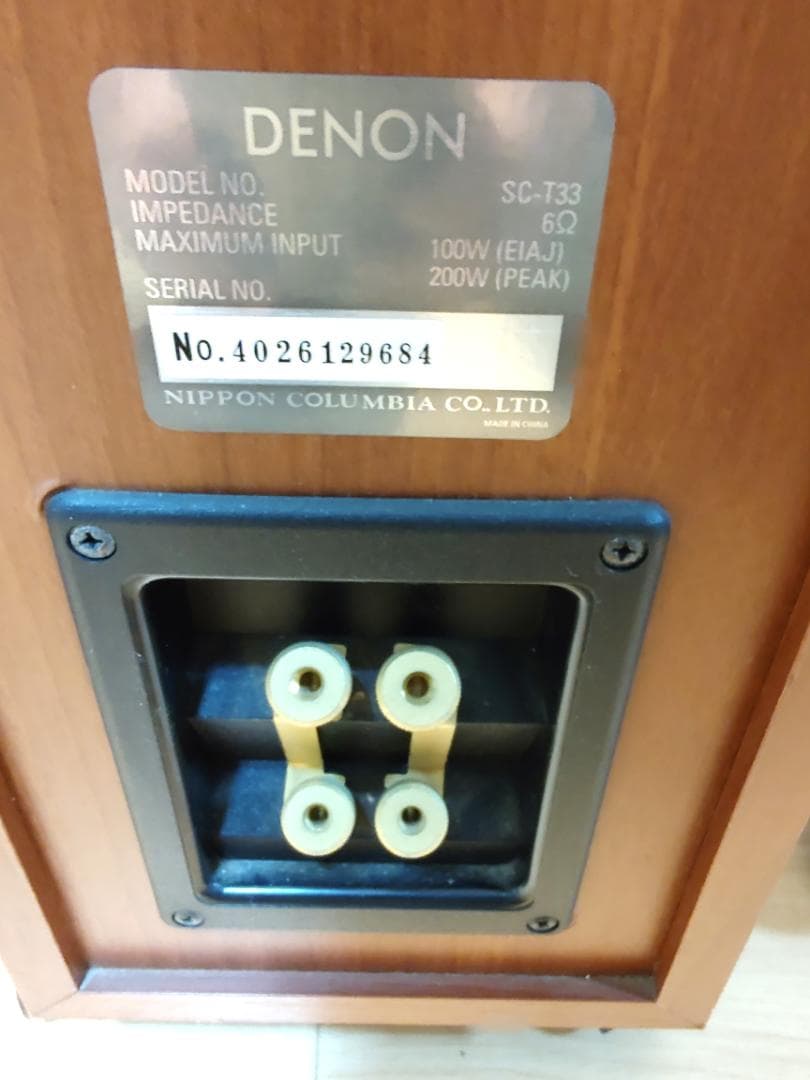 DENON
MODEL NO. SC-T33
IMPEDANCE 6Ω
MAXIMUM INPUT 100W (EIAJ)
200W (PEAK)
SERIAL NO.
No.4026129684
NIPPON COLUMBIA CO., LTD.
MADE IN CHINA